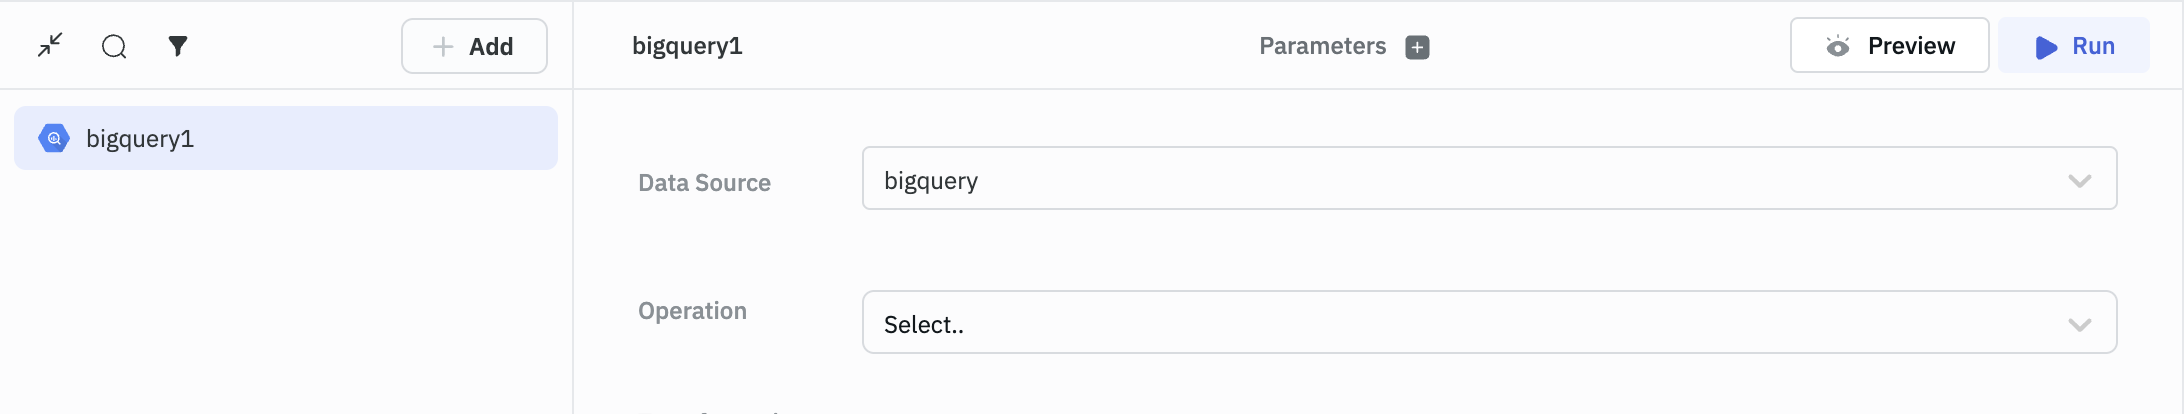 Add
bigquery1
Parameters
Preview
Run
bigquery1
Data Source
bigquery
Operation
Select..